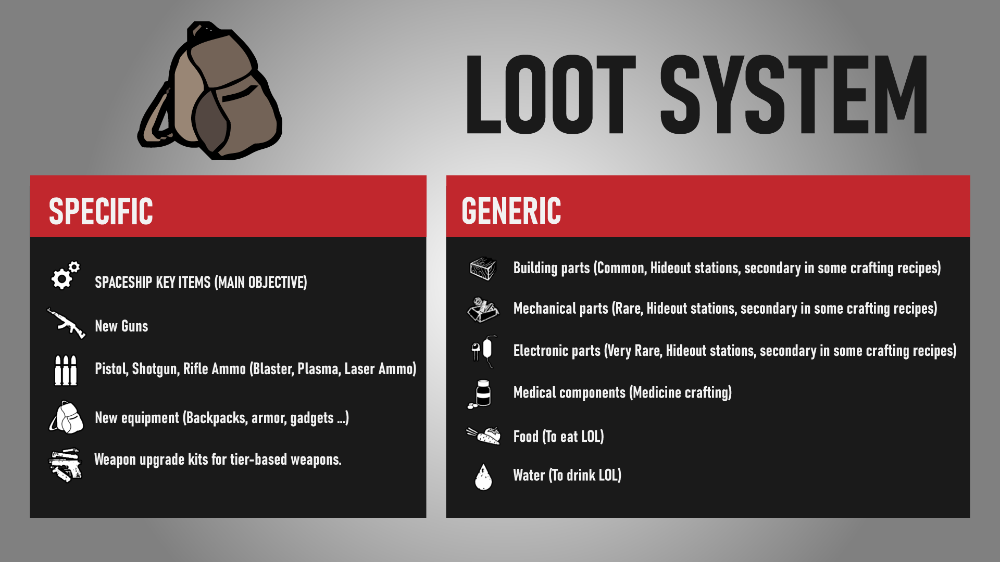 LOOT SYSTEM
SPECIFIC
SPACESHIP KEY ITEMS (MAIN OBJECTIVE)
New Guns
Pistol, Shotgun, Rifle Ammo (Blaster, Plasma, Laser Ammo)
New equipment (Backpacks, armor, gadgets ...)
Weapon upgrade kits for tier-based weapons.
GENERIC
Building parts (Common, Hideout stations, secondary in some crafting recipes)
Mechanical parts (Rare, Hideout stations, secondary in some crafting recipes)
Electronic parts (Very Rare, Hideout stations, secondary in some crafting recipes)
Medical components (Medicine crafting)
Food (To eat LOL)
Water (To drink LOL)